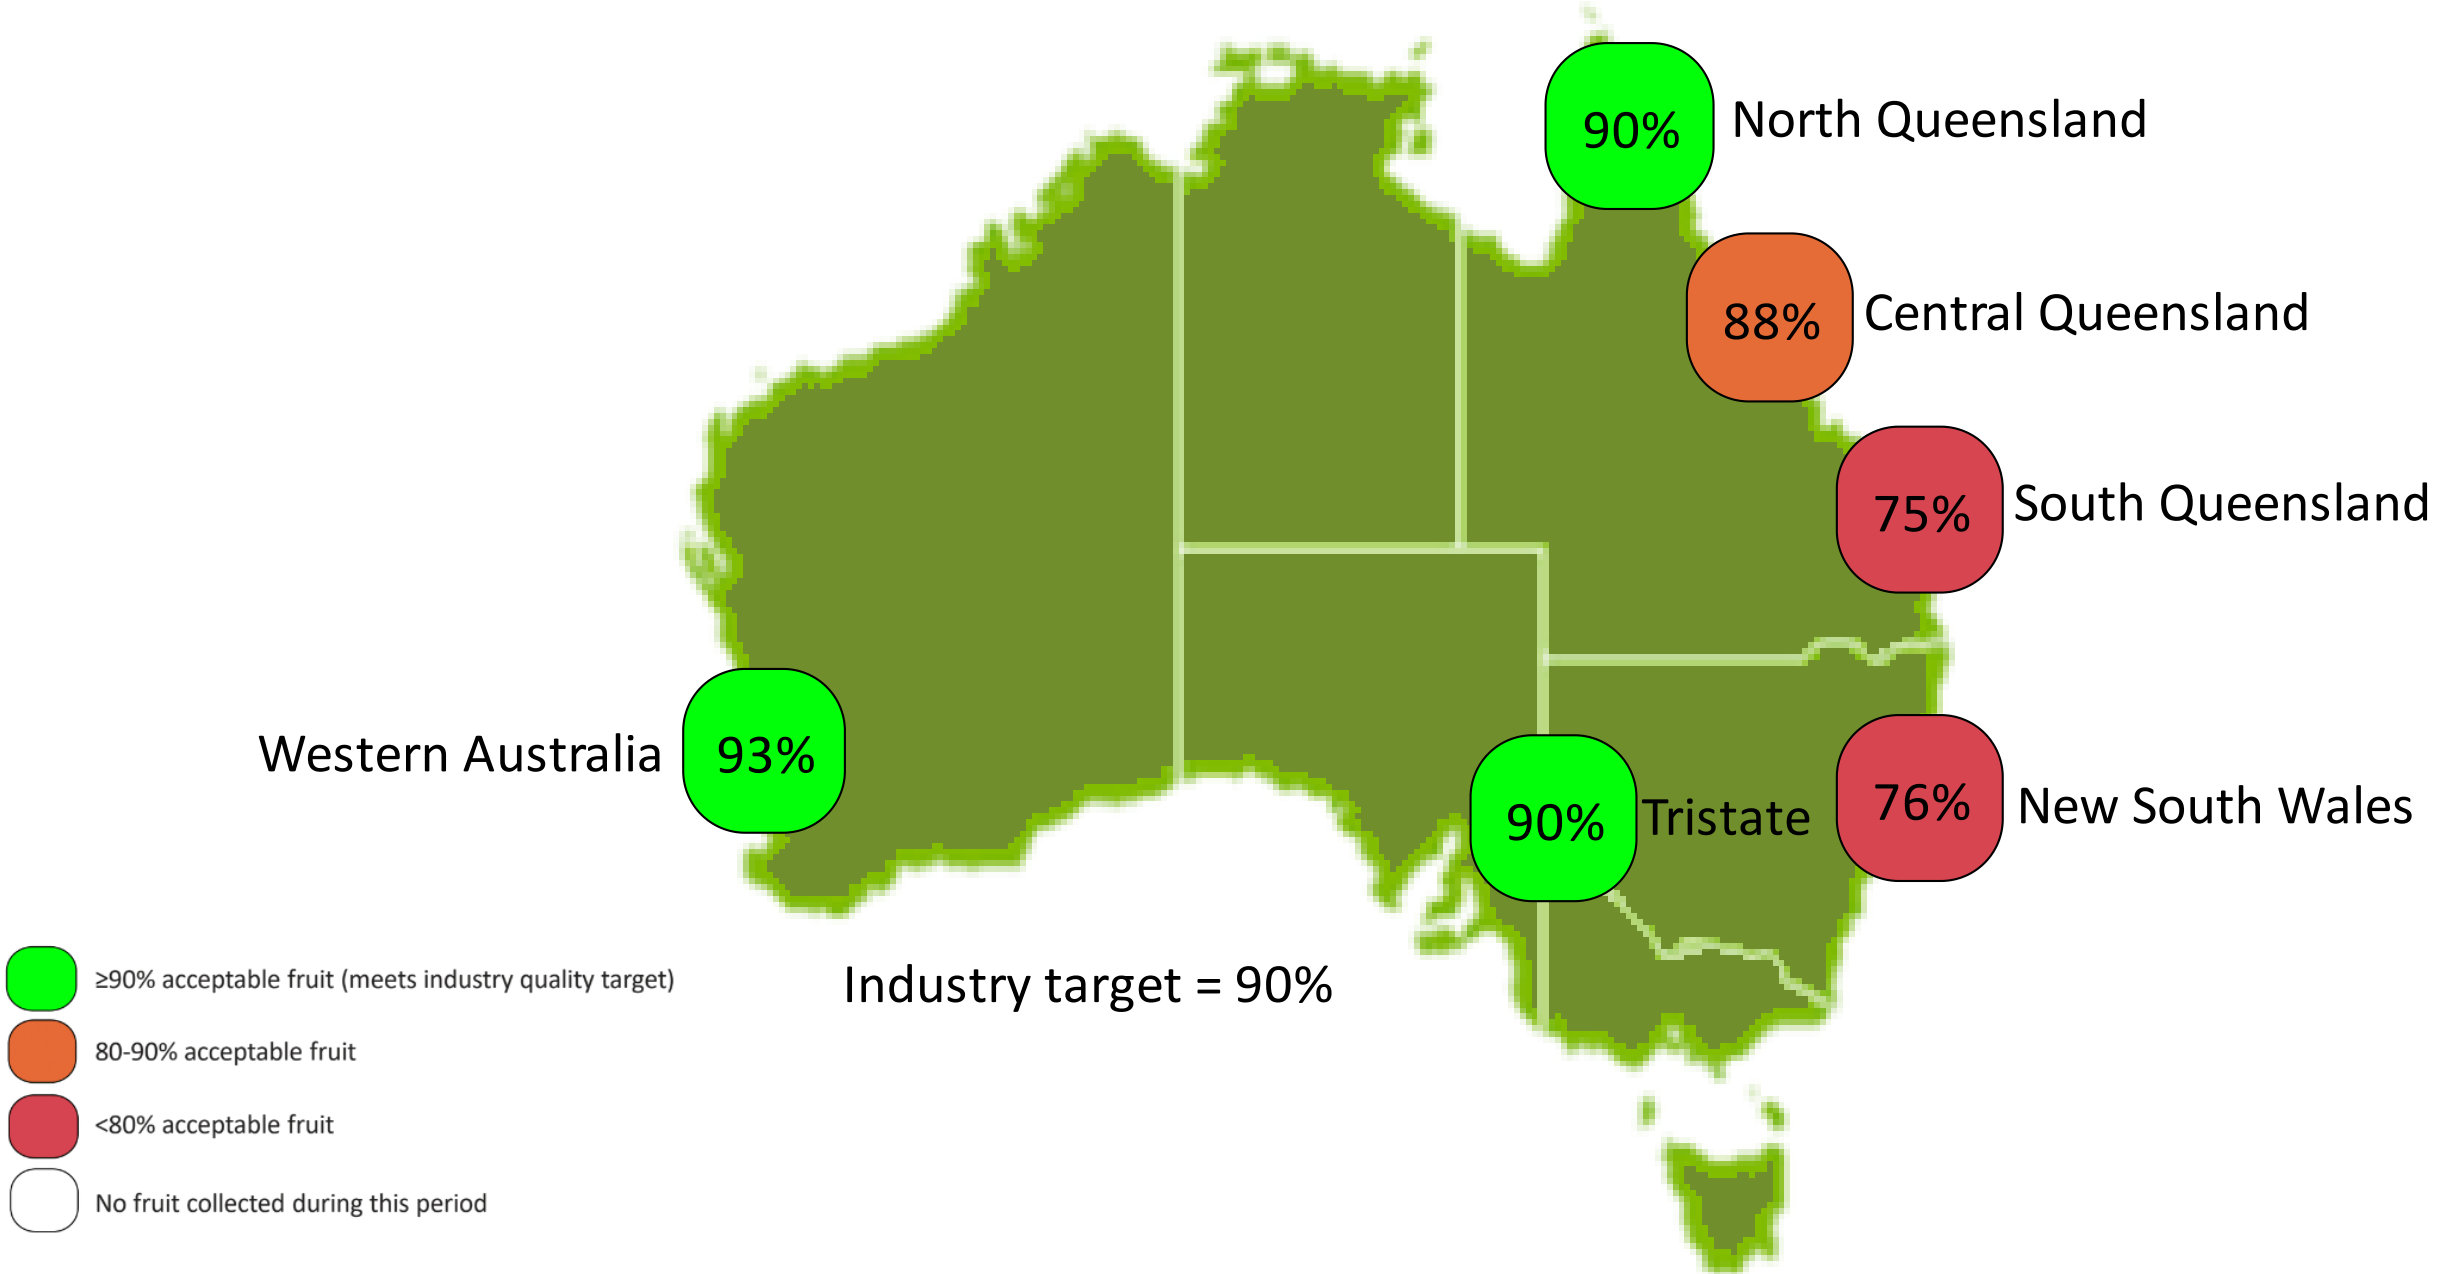 90%
North Queensland
88%
Central Queensland
75%
South Queensland
Western Australia
93%
90%
Tristate
76%
New South Wales
Industry target = 90%
≥90% acceptable fruit (meets industry quality target)
80-90% acceptable fruit
<80% acceptable fruit
No fruit collected during this period